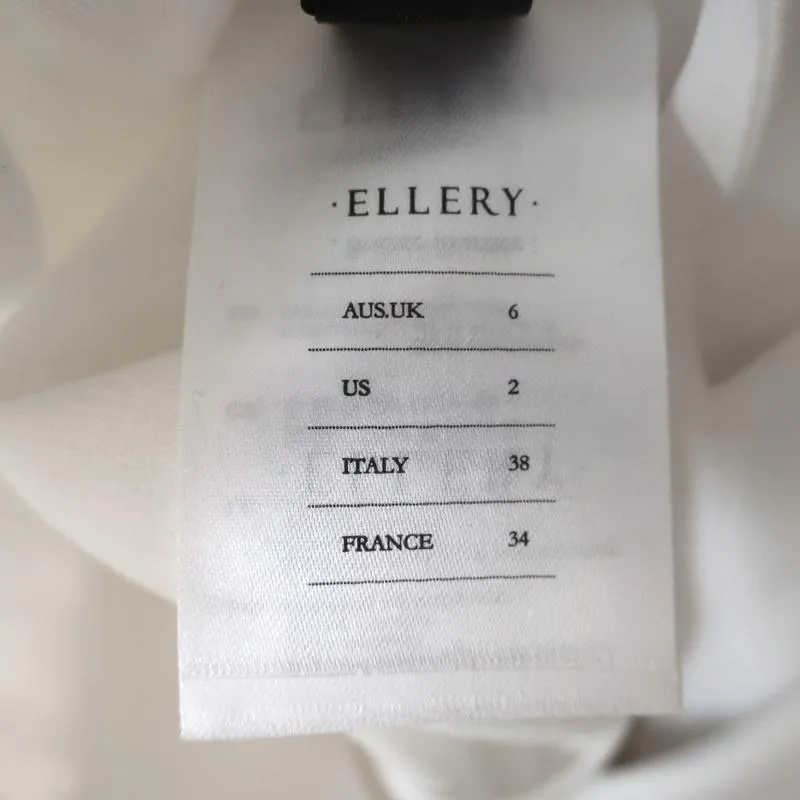 ·ELLERY·
AUS.UK 6
US 2
ITALY 38
FRANCE 34